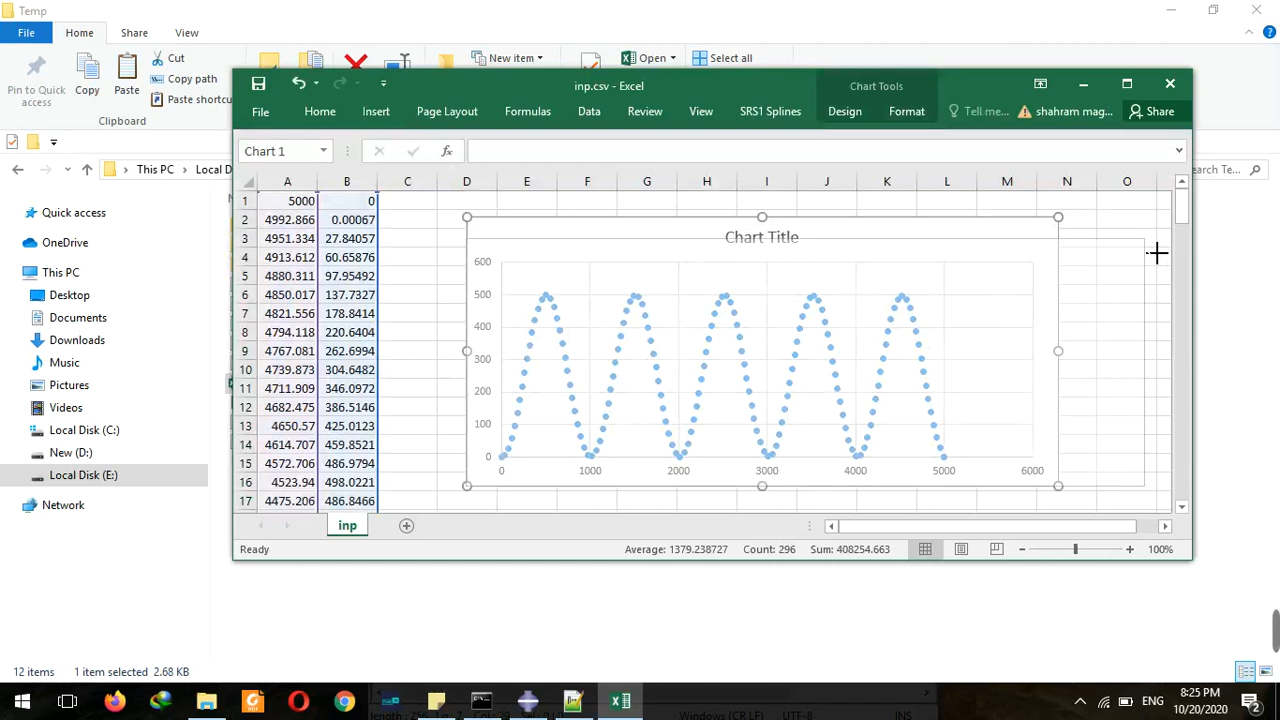 Temp
File Home Share View
Pin to Quick access
Copy
Paste
Cut
Copy path
Paste shortcu
Clipboard
New item
Open
Select all
This PC
Local D
earch Te...
Quick access
OneDrive
This PC
Desktop
Documents
Downloads
Music
Pictures
Videos
Local Disk (C:)
New (D:)
Local Disk (E:)
Network
inp.csv - Excel
Chart Tools
File Home Insert Page Layout Formulas Data Review View SRS1 Splines Design Format Tell me... shahram mag... Share
Chart 1
fx
A B C D E F G H I J K L M N O
1 5000 0
2 4992.866 0.00067
3 4951.334 27.84057
4 4913.612 60.65876
5 4880.311 97.95492
6 4850.017 137.7327
7 4821.556 178.8414
8 4794.118 220.6404
9 4767.081 262.6994
10 4739.873 304.6482
11 4711.909 346.0972
12 4682.475 386.5146
13 4650.57 425.0123
14 4614.707 459.8521
15 4572.706 486.9794
16 4523.94 498.0221
17 4475.206 486.8466
Chart Title
600
500
400
300
200
100
0
0 1000 2000 3000 4000 5000 6000
inp
Ready
Average: 1379.238727 Count: 296 Sum: 408254.663
100%
12 items 1 item selected 2.68 KB
ENG
8:25 PM
10/20/2020
2